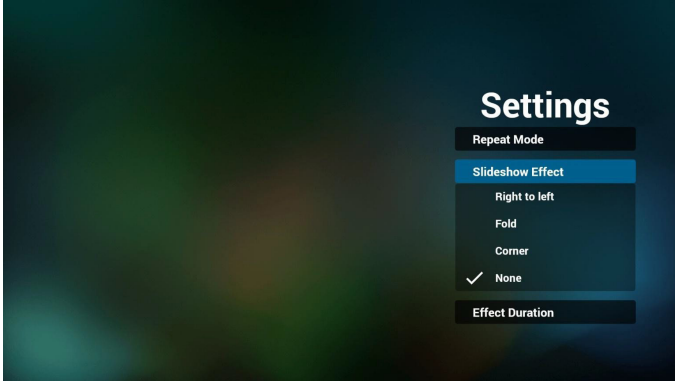 Settings
Repeat Mode
Slideshow Effect
Right to left
Fold
Corner
None
Effect Duration